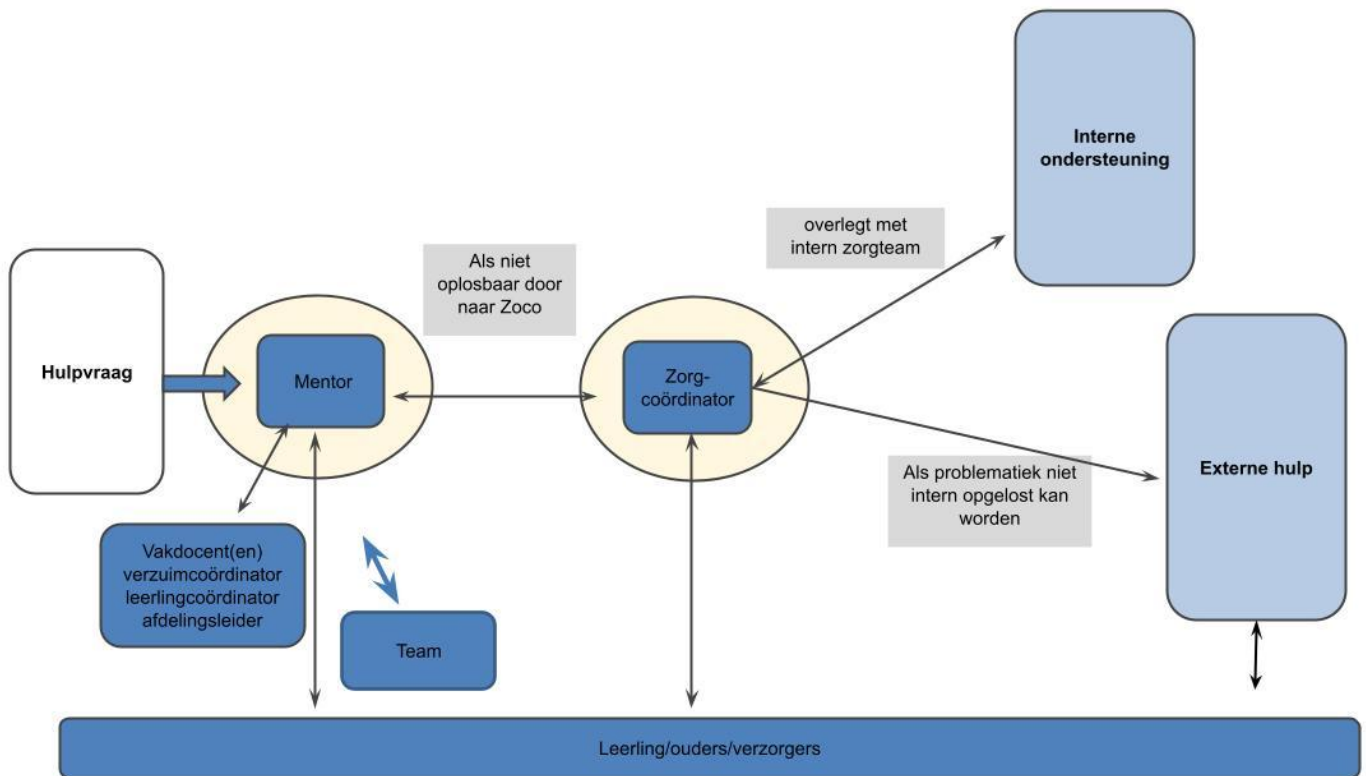 Interne
ondersteuning
overlegt met
intern zorgteam
Als niet
oplosbaar door
naar Zoco
Hulpvraag
Mentor
Zorg-
coördinator
Als problematiek niet
intern opgelost kan
worden
Externe hulp
Vakdocent(en)
verzuimcoördinator
leerlingcoördinator
afdelingsleider
Team
Leerling/ouders/verzorgers